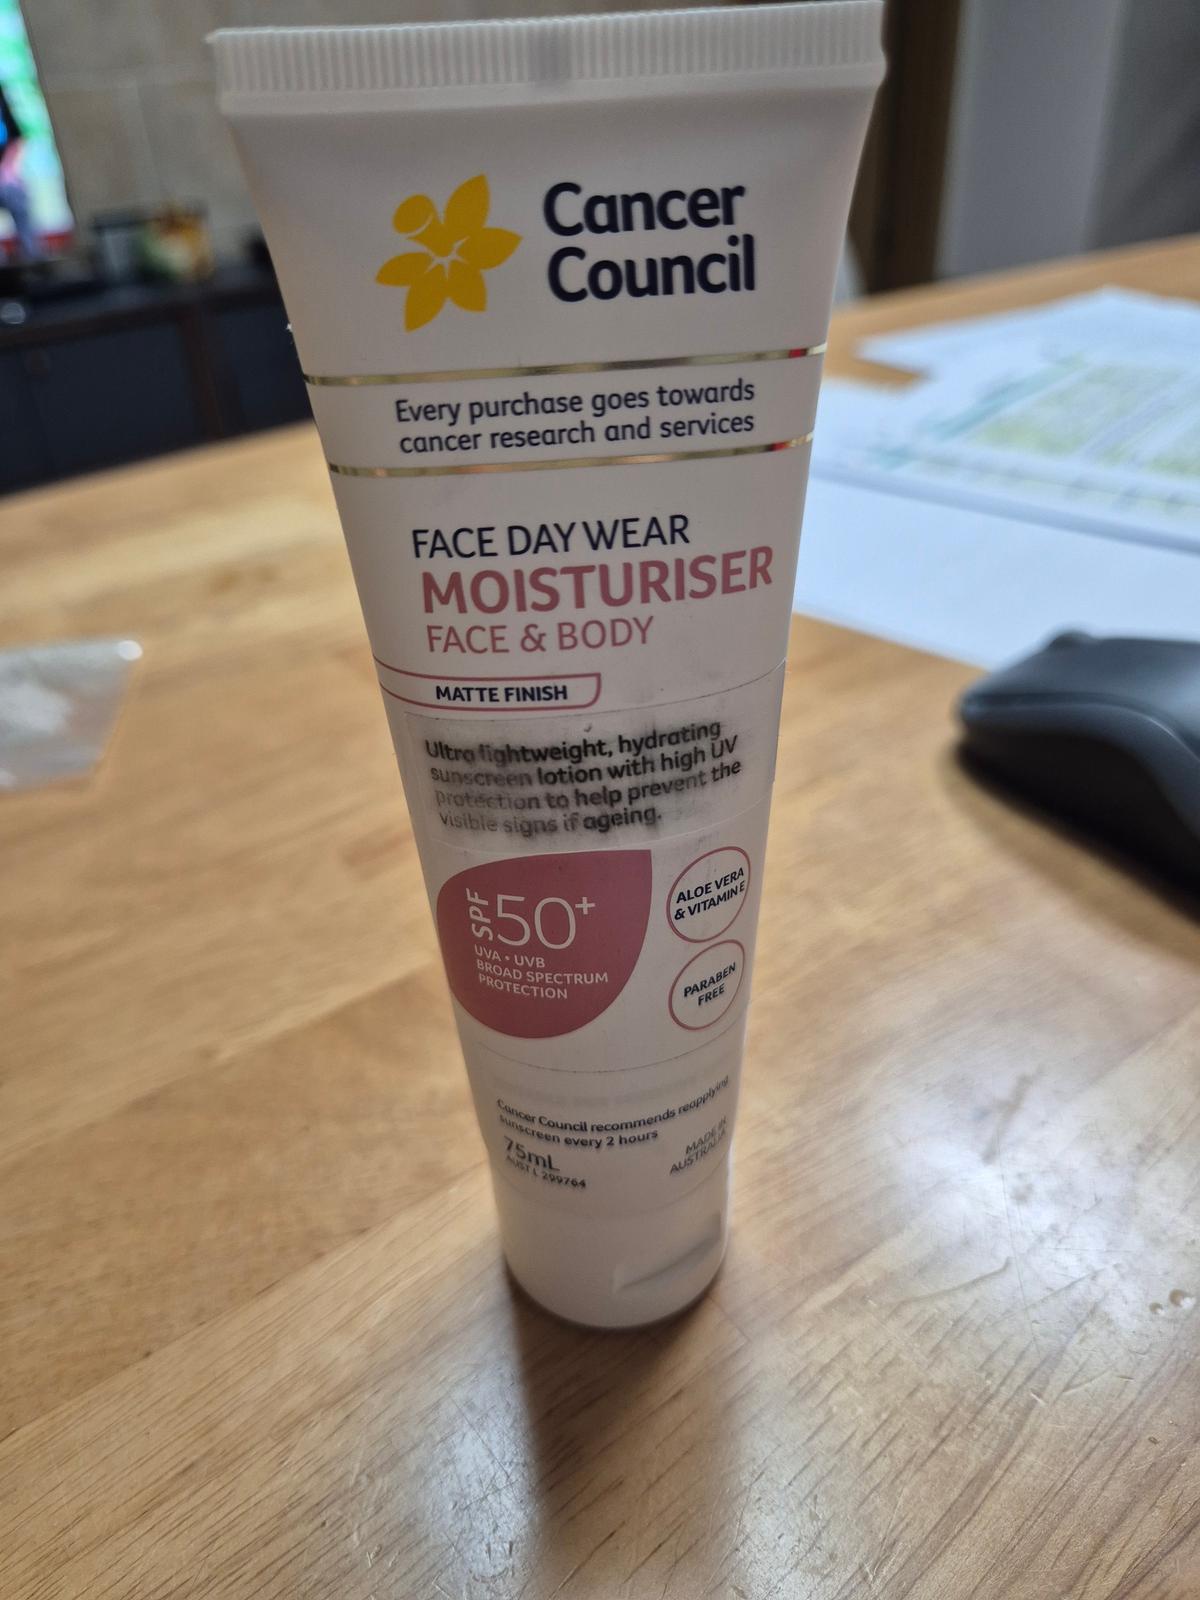 Cancer
Council
Every purchase goes towards
cancer research and services
FACE DAY WEAR
MOISTURISER
FACE & BODY
MATTE FINISH
Ultra lightweight, hydrating
sunscreen lotion with high UV
protection to help prevent the
visible signs if ageing.
SPF 50+
UVA • UVB
BROAD SPECTRUM
PROTECTION
ALOE VERA
& VITAMIN E
PARABEN
FREE
Cancer Council recommends reapplying
sunscreen every 2 hours
75mL
AUST L 299764
MADE IN
AUSTRALIA